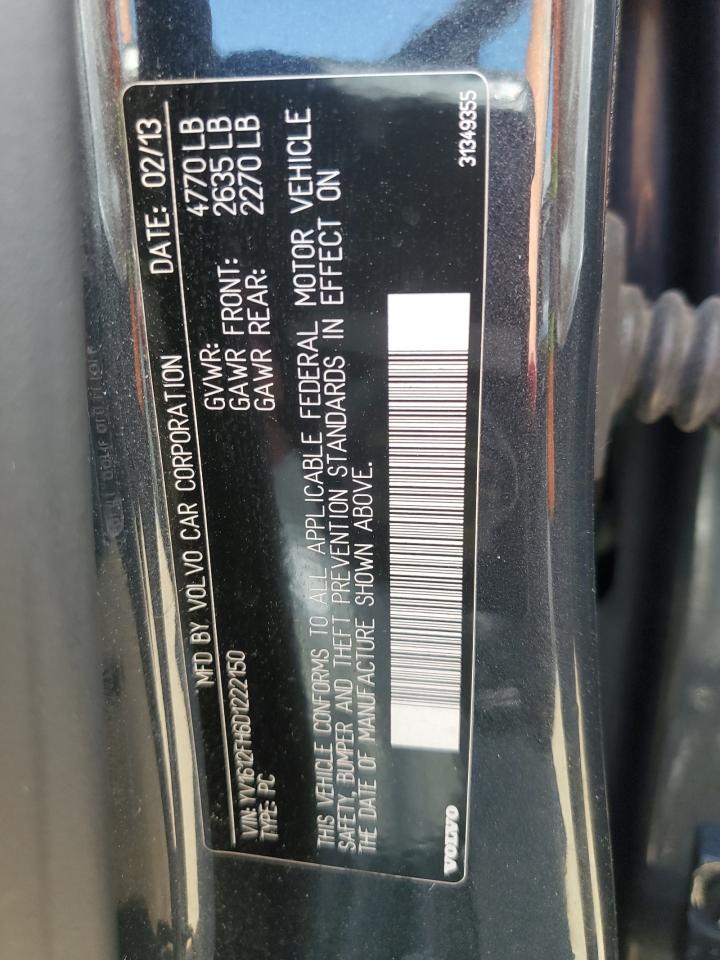 MFD BY VOLVO CAR CORPORATION DATE: 02/13
GVWR: 4770 LB
GAWR FRONT: 2635 LB
GAWR REAR: 2270 LB
VIN: YV1612FH6D1222150
TYPE: PC
THIS VEHICLE CONFORMS TO ALL APPLICABLE FEDERAL MOTOR VEHICLE
SAFETY, BUMPER AND THEFT PREVENTION STANDARDS IN EFFECT ON
THE DATE OF MANUFACTURE SHOWN ABOVE.
VOLVO
31349355